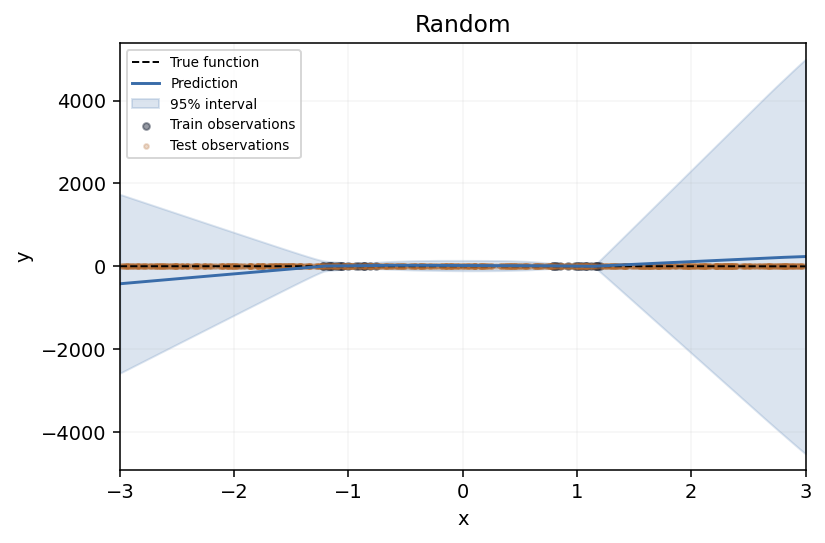 Random
True function
Prediction
95% interval
Train observations
Test observations
4000
2000
0
−2000
−4000
y
−3 −2 −1 0 1 2 3
x